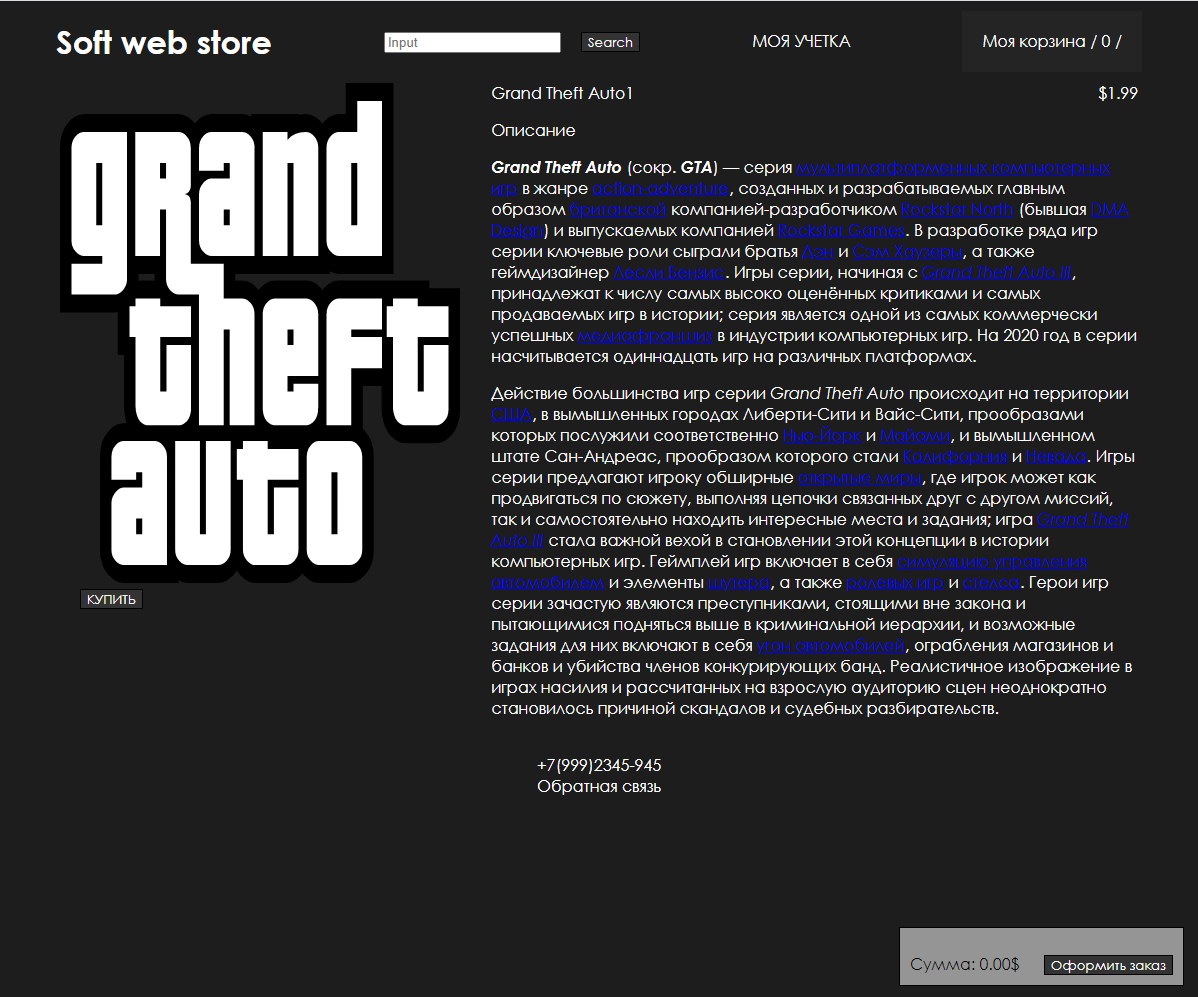 Soft web store
Input
Search
МОЯ УЧЕТКА
Моя корзина / 0 /
grand
theft
auto
КУПИТЬ
Grand Theft Auto1
$1.99
Описание
Grand Theft Auto (сокр. GTA) — серия мультиплатформенных компьютерных
игр в жанре action-adventure, созданных и разрабатываемых главным
образом британской компанией-разработчиком Rockstar North (бывшая DMA
Design) и выпускаемых компанией Rockstar Games. В разработке ряда игр
серии ключевые роли сыграли братья Дэн и Сэм Хаузеры, а также
геймдизайнер Лесли Бензис. Игры серии, начиная с Grand Theft Auto III,
принадлежат к числу самых высоко оценённых критиками и самых
продаваемых игр в истории; серия является одной из самых коммерчески
успешных медиафраншиз в индустрии компьютерных игр. На 2020 год в серии
насчитывается одиннадцать игр на различных платформах.
Действие большинства игр серии Grand Theft Auto происходит на территории
США, в вымышленных городах Либерти-Сити и Вайс-Сити, прообразами
которых послужили соответственно Нью-Йорк и Майами, и вымышленном
штате Сан-Андреас, прообразом которого стали Калифорния и Невада. Игры
серии предлагают игроку обширные открытые миры, где игрок может как
продвигаться по сюжету, выполняя цепочки связанных друг с другом миссий,
так и самостоятельно находить интересные места и задания; игра Grand Theft
Auto III стала важной вехой в становлении этой концепции в истории
компьютерных игр. Геймплей игр включает в себя симуляцию управления
автомобилем и элементы шутера, а также ролевых игр и стелса. Герои игр
серии зачастую являются преступниками, стоящими вне закона и
пытающимися подняться выше в криминальной иерархии, и возможные
задания для них включают в себя угон автомобилей, ограбления магазинов и
банков и убийства членов конкурирующих банд. Реалистичное изображение в
играх насилия и рассчитанных на взрослую аудиторию сцен неоднократно
становилось причиной скандалов и судебных разбирательств.
+7(999)2345-945
Обратная связь
Сумма: 0.00$
Оформить заказ